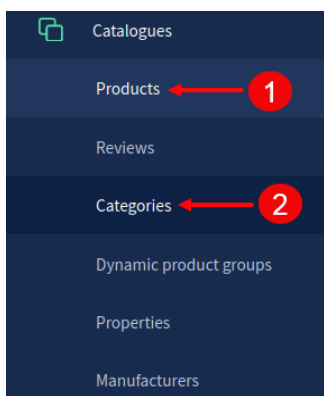 Catalogues
Products 1
Reviews
Categories 2
Dynamic product groups
Properties
Manufacturers